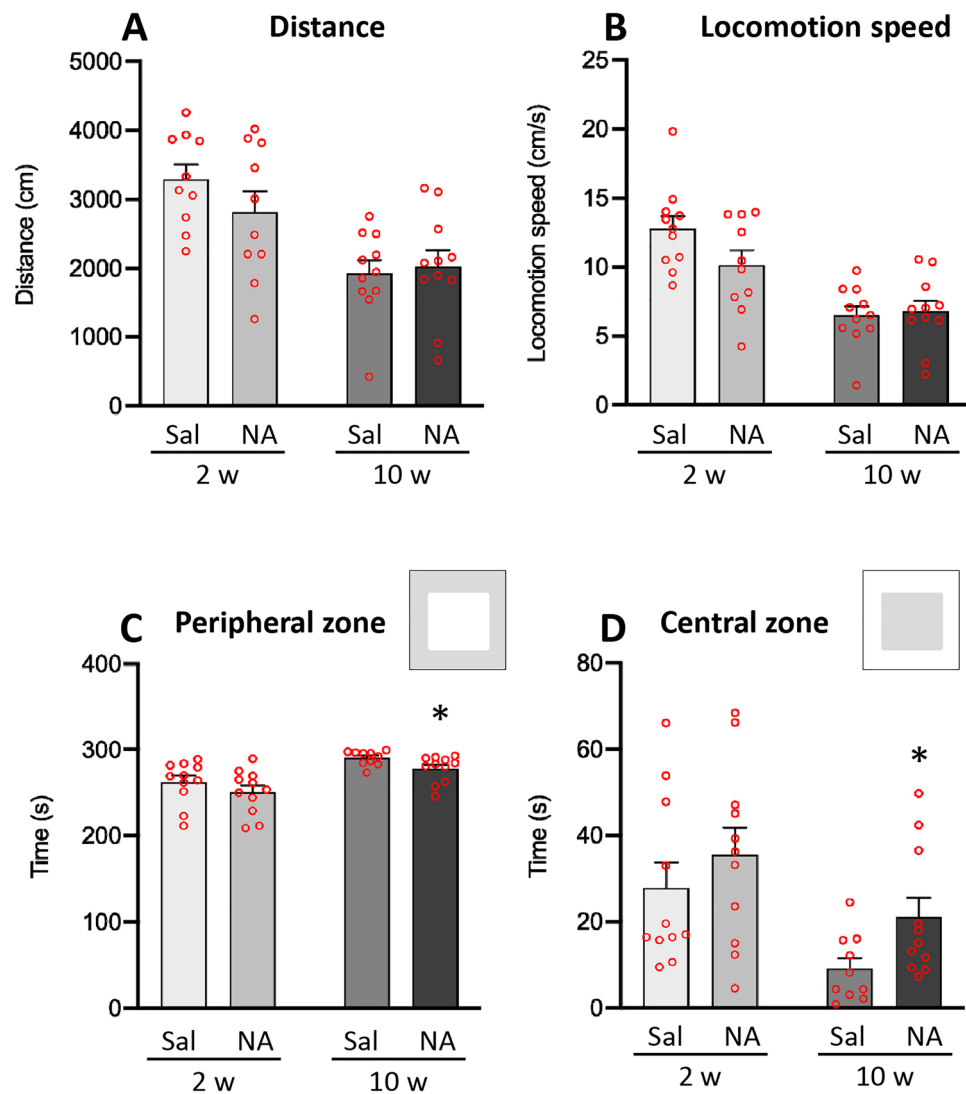 A Distance
5000
4000
3000
2000
1000
0
Distance (cm)
Sal NA Sal NA
2 w 10 w
B Locomotion speed
25
20
15
10
5
0
Locomotion speed (cm/s)
Sal NA Sal NA
2 w 10 w
C Peripheral zone
400
300
200
100
0
Time (s)
*
Sal NA Sal NA
2 w 10 w
D Central zone
80
60
40
20
0
Time (s)
*
Sal NA Sal NA
2 w 10 w